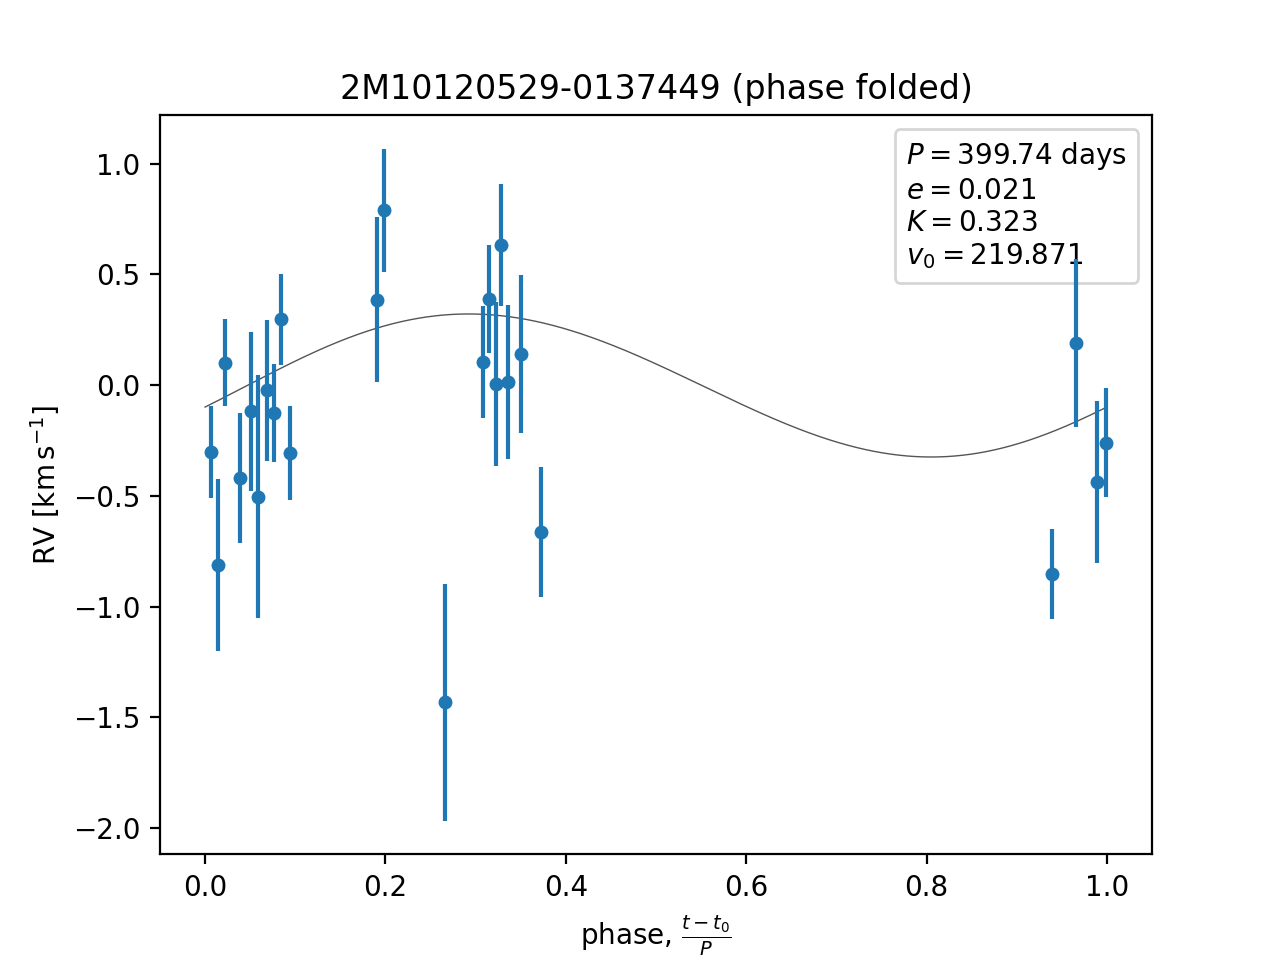 2M10120529-0137449 (phase folded)
P = 399.74 days
e = 0.021
K = 0.323
v₀ = 219.871
RV [km s⁻¹]
1.0
0.5
0.0
−0.5
−1.0
−1.5
−2.0
0.0 0.2 0.4 0.6 0.8 1.0
phase, (t − t₀)/P